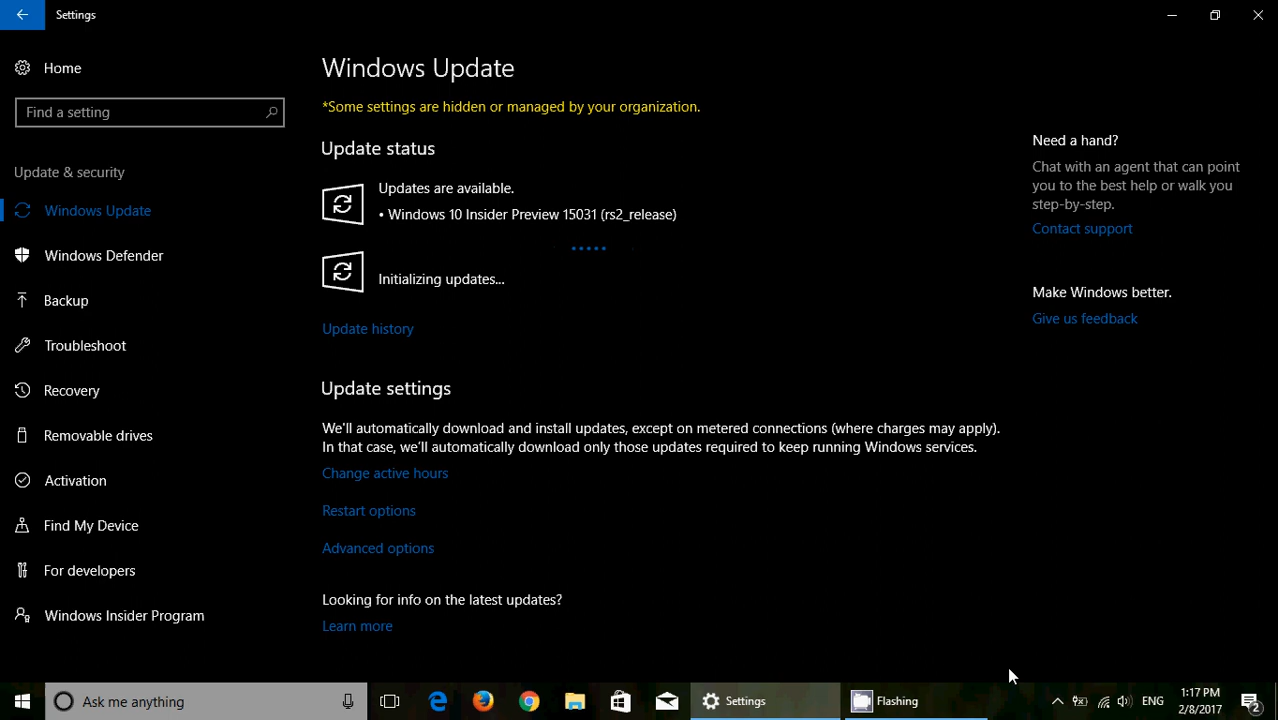 Settings
Home
Find a setting
Update & security
Windows Update
Windows Defender
Backup
Troubleshoot
Recovery
Removable drives
Activation
Find My Device
For developers
Windows Insider Program
Windows Update
*Some settings are hidden or managed by your organization.
Update status
Updates are available.
• Windows 10 Insider Preview 15031 (rs2_release)
Initializing updates...
Update history
Update settings
We'll automatically download and install updates, except on metered connections (where charges may apply).
In that case, we'll automatically download only those updates required to keep running Windows services.
Change active hours
Restart options
Advanced options
Looking for info on the latest updates?
Learn more
Need a hand?
Chat with an agent that can point
you to the best help or walk you
step-by-step.
Contact support
Make Windows better.
Give us feedback
Ask me anything
Settings
Flashing
ENG
1:17 PM
2/8/2017
2